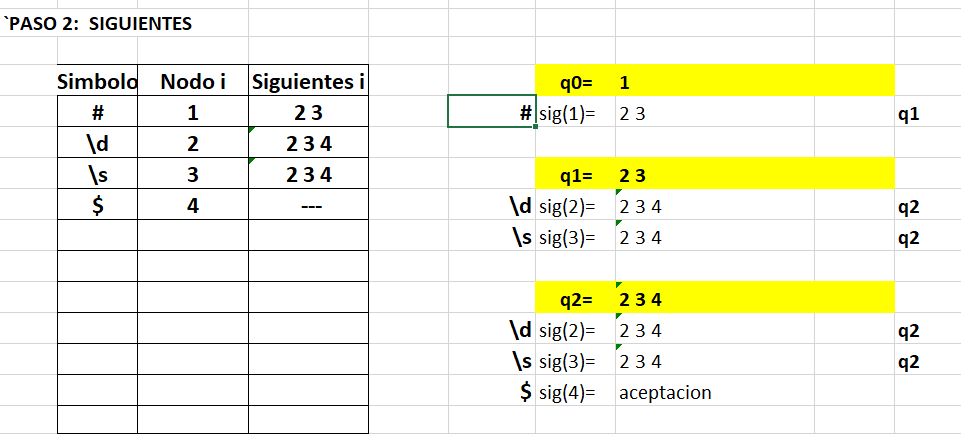 `PASO 2:  SIGUIENTES
Simbolo Nodo i Siguientes i
# 1 2 3
\d 2 2 3 4
\s 3 2 3 4
$ 4 ---
q0= 1
# sig(1)= 2 3 q1
q1= 2 3
\d sig(2)= 2 3 4 q2
\s sig(3)= 2 3 4 q2
q2= 2 3 4
\d sig(2)= 2 3 4 q2
\s sig(3)= 2 3 4 q2
$ sig(4)= aceptacion